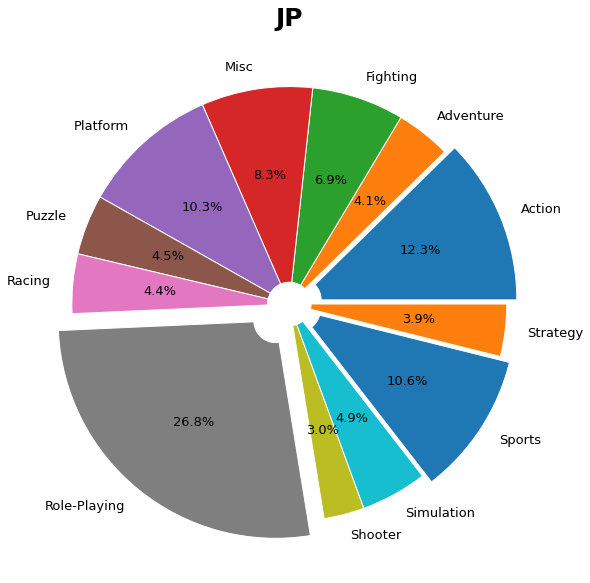 JP
Misc
Fighting
Platform
Adventure
8.3%
6.9%
10.3%
4.1%
Action
Puzzle
12.3%
4.5%
Racing
4.4%
3.9%
Strategy
10.6%
26.8%
4.9%
3.0%
Sports
Role-Playing
Simulation
Shooter